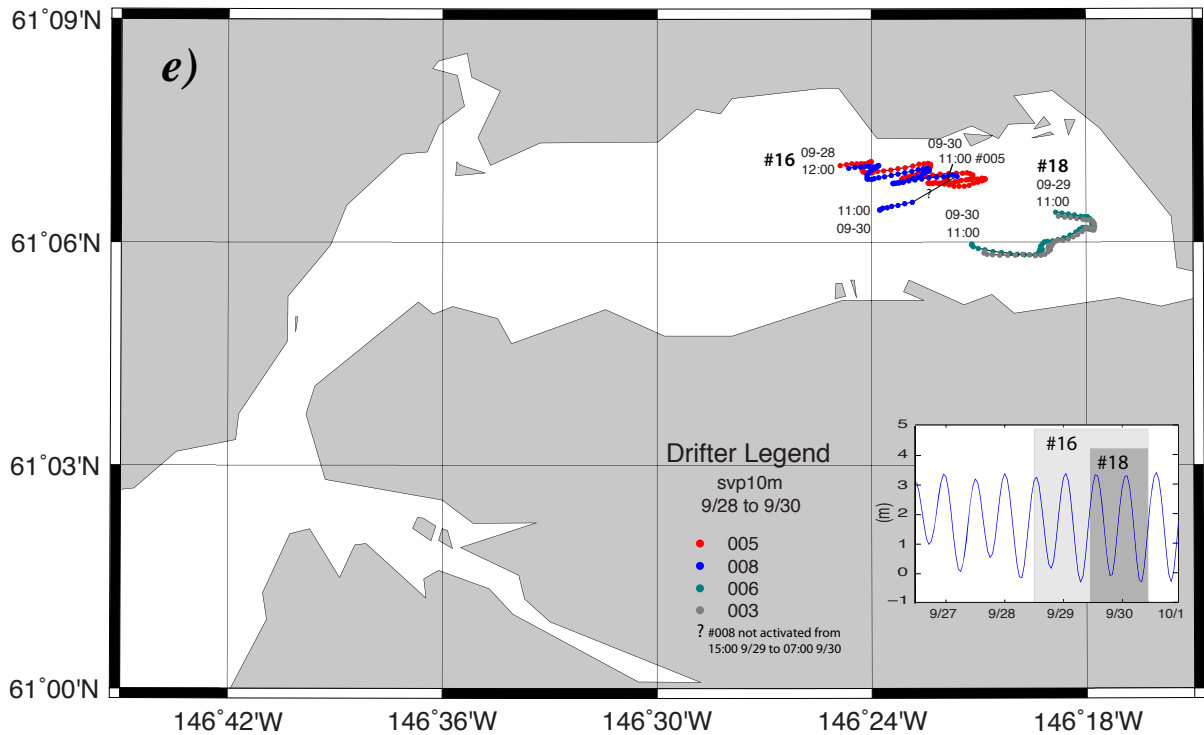 61°09'N
e)
#16 09-28
12:00
09-30
11:00 #005
#18
09-29
11:00
?
11:00
09-30
09-30
11:00
61°06'N
61°03'N
61°00'N
Drifter Legend
svp10m
9/28 to 9/30
005
008
006
003
? #008 not activated from
15:00 9/29 to 07:00 9/30
5
4
3
2
1
0
−1
(m)
#16
#18
9/27 9/28 9/29 9/30 10/1
146°42'W 146°36'W 146°30'W 146°24'W 146°18'W